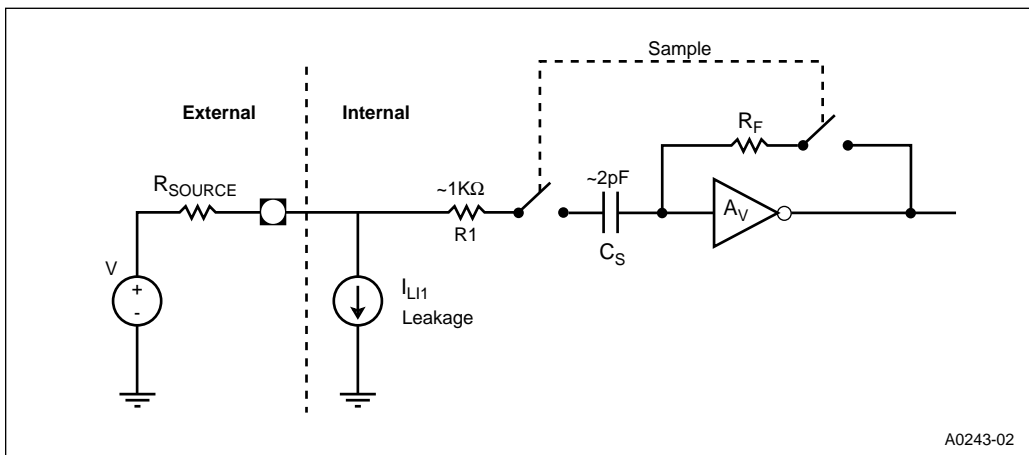 Sample
External
Internal
R_F
R_SOURCE
~1KΩ
~2pF
A_V
R1
C_S
V
+
-
I_LI1
Leakage
A0243-02